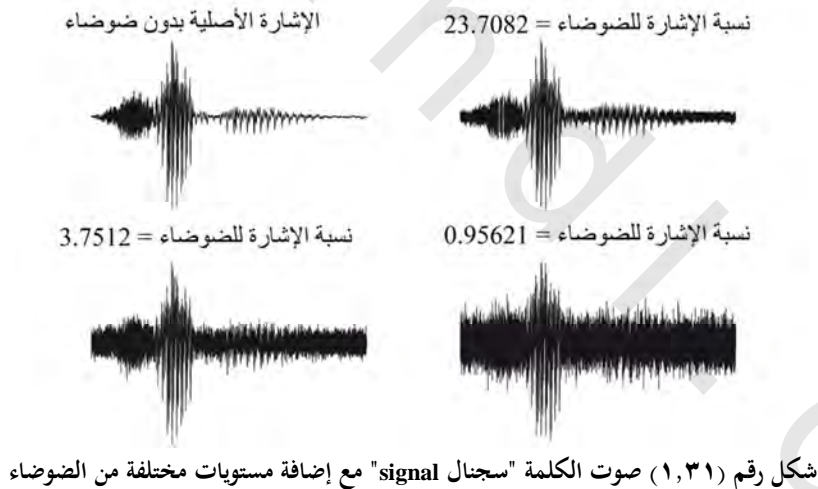 الإشارة الأصلية بدون ضوضاء
نسبة الإشارة للضوضاء = 23.7082
نسبة الإشارة للضوضاء = 3.7512
نسبة الإشارة للضوضاء = 0.95621
شكل رقم (١,٣١) صوت الكلمة "سجنال signal" مع إضافة مستويات مختلفة من الضوضاء